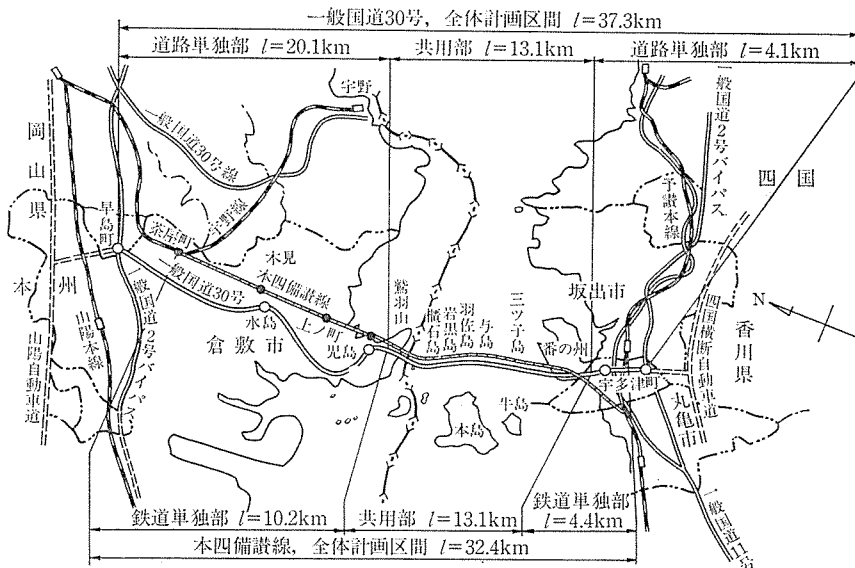 一般国道30号, 全体計画区間 l=37.3km
道路単独部 l=20.1km
共用部 l=13.1km
道路単独部 l=4.1km
宇野
一般国道30号線
宇野線
岡山県
早島町
茶屋町
木見
本四備讃線
一般国道30号
本州
山陽本線
山陽自動車道
一般国道2号バイパス
水島
倉敷市
上ノ町
児島
鷲羽山
櫃石島
岩黒島
羽佐島
与島
三ツ子島
番の州
坂出市
宇多津町
予讃本線
一般国道2号バイパス
四国
N
香川県
四国横断自動車道
丸亀市
牛島
本島
一般国道11号
鉄道単独部 l=10.2km
共用部 l=13.1km
鉄道単独部 l=4.4km
本四備讃線, 全体計画区間 l=32.4km